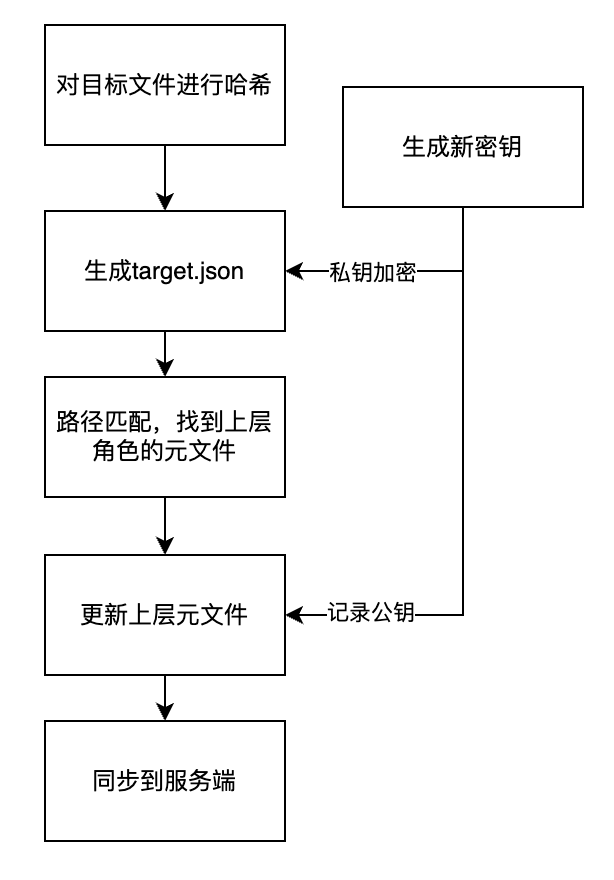 对目标文件进行哈希
生成新密钥
生成target.json
私钥加密
路径匹配，找到上层
角色的元文件
更新上层元文件
记录公钥
同步到服务端